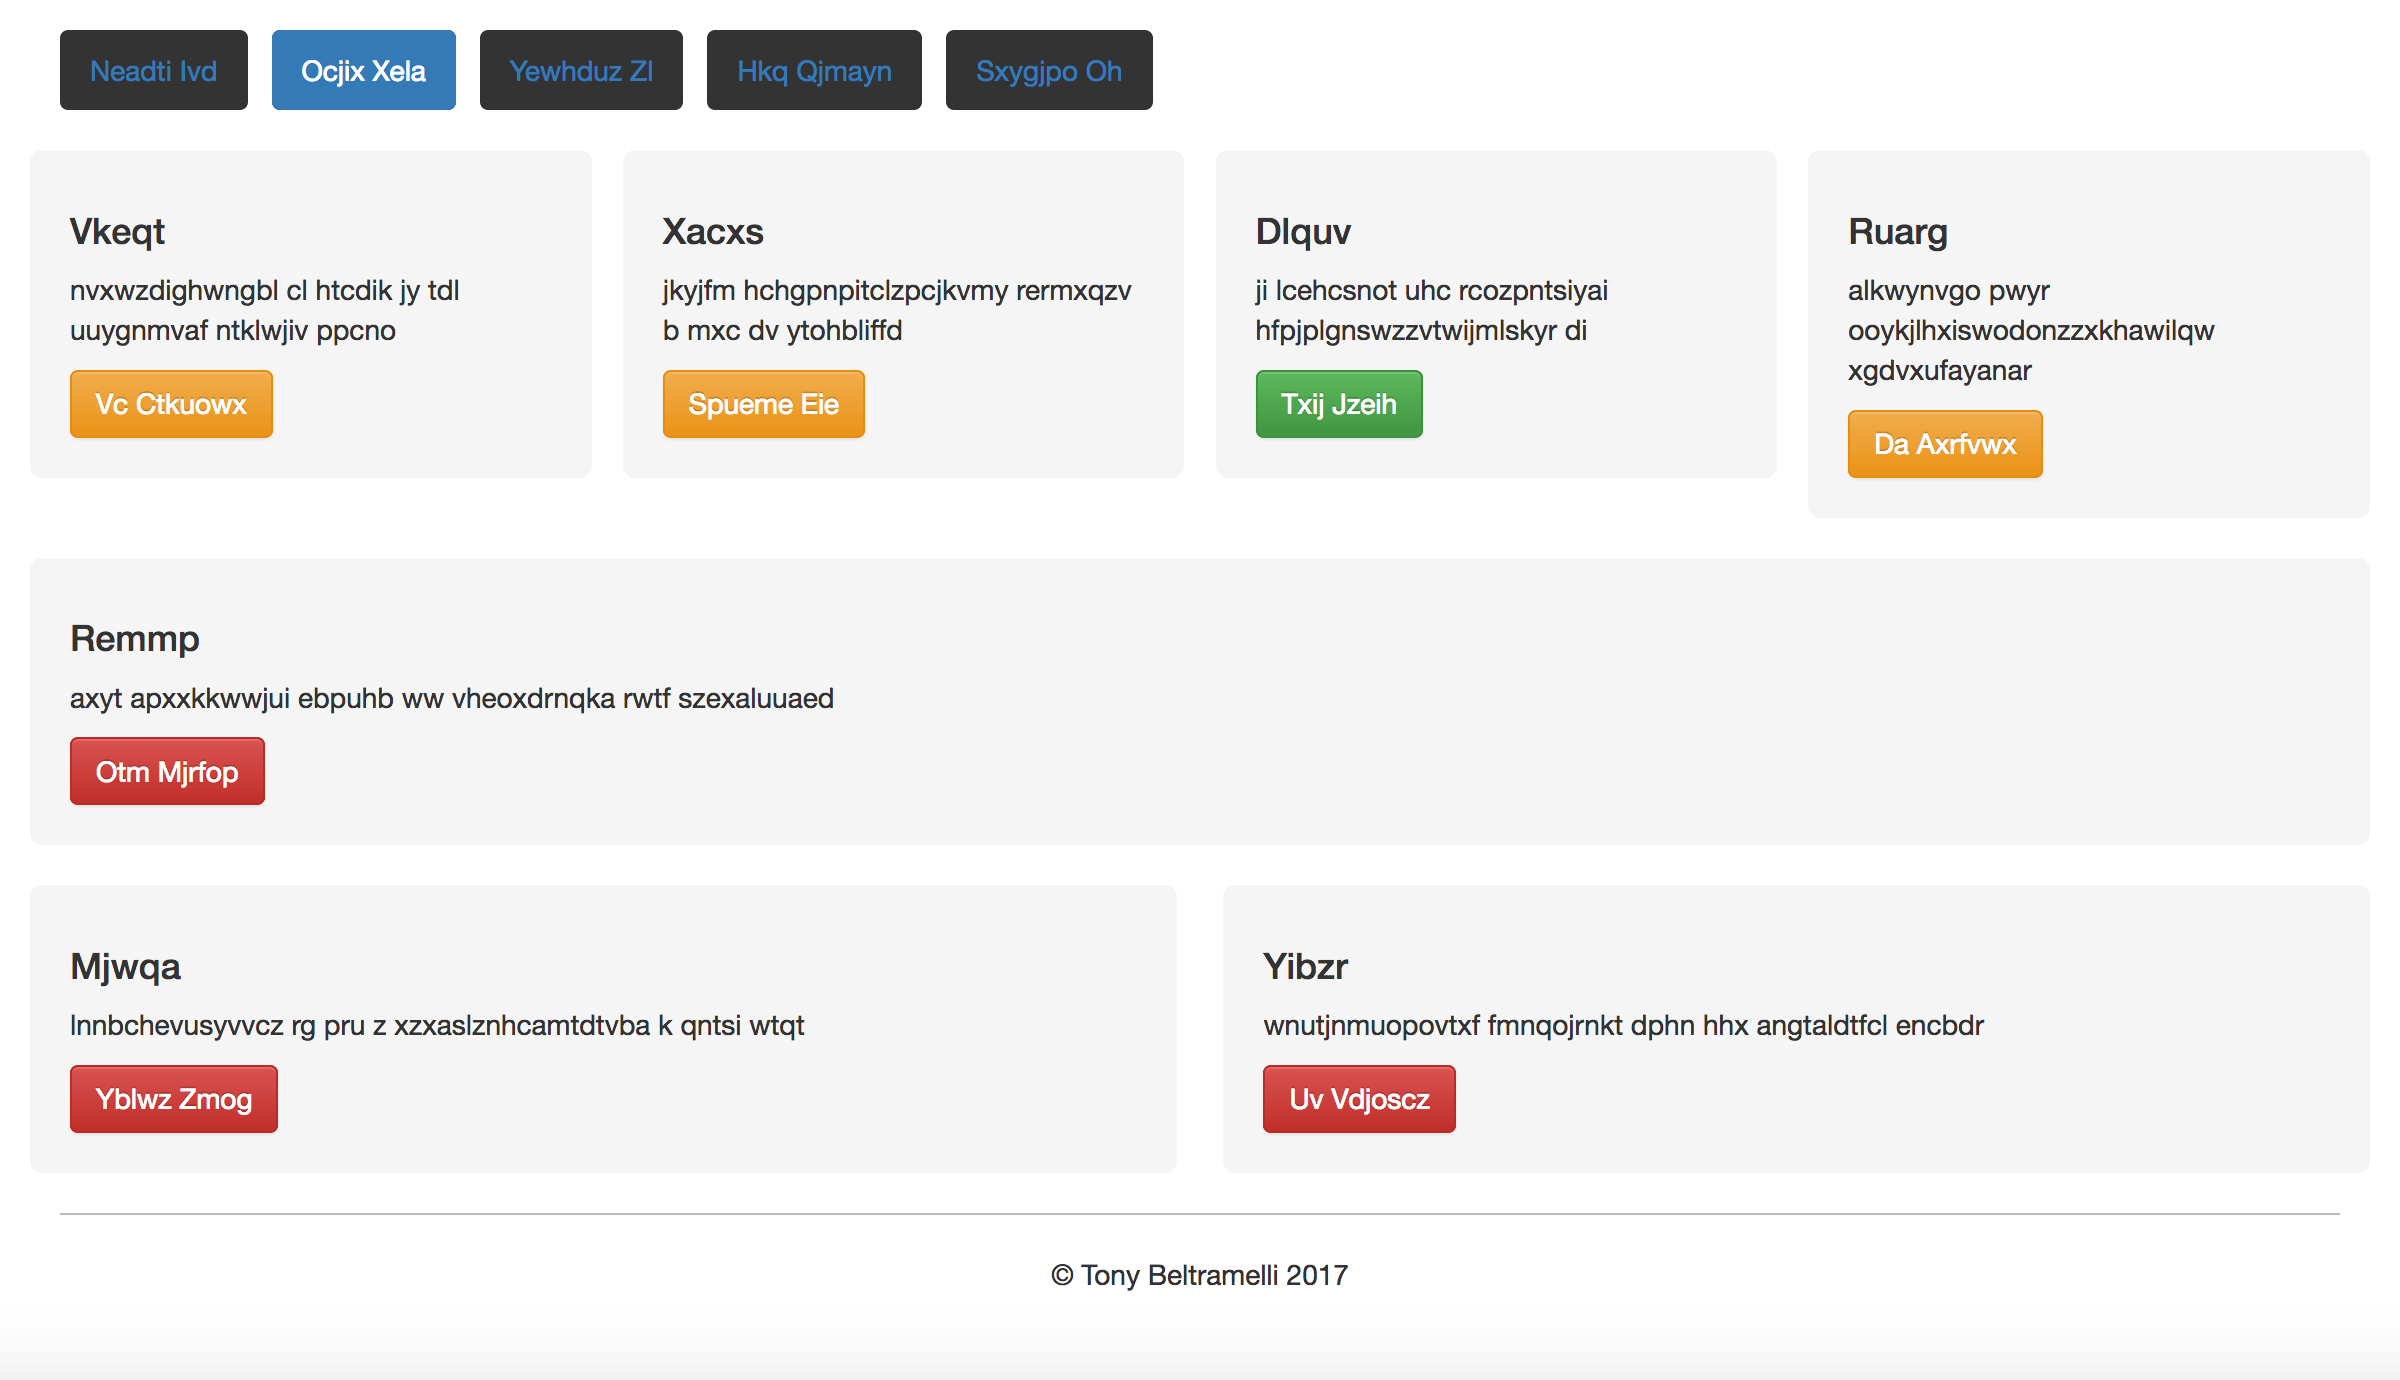 Neadti Ivd
Ocjix Xela
Yewhduz Zl
Hkq Qjmayn
Sxygjpo Oh
Vkeqt
nvxwzdighwngbl cl htcdik jy tdl
uuygnmvaf ntklwjiv ppcno
Vc Ctkuowx
Xacxs
jkyjfm hchgpnpitclzpcjkvmy rermxqzv
b mxc dv ytohbliffd
Spueme Eie
Dlquv
ji lcehcsnot uhc rcozpntsiyai
hfpjplgnswzzvtwijmlskyr di
Txij Jzeih
Ruarg
alkwynvgo pwyr
ooykjlhxiswodonzzxkhawilqw
xgdvxufayanar
Da Axrfvwx
Remmp
axyt apxxkkwwjui ebpuhb ww vheoxdrnqka rwtf szexaluuaed
Otm Mjrfop
Mjwqa
lnnbchevusyvvcz rg pru z xzxaslznhcamtdtvba k qntsi wtqt
Yblwz Zmog
Yibzr
wnutjnmuopovtxf fmnqojrnkt dphn hhx angtaldtfcl encbdr
Uv Vdjoscz
© Tony Beltramelli 2017